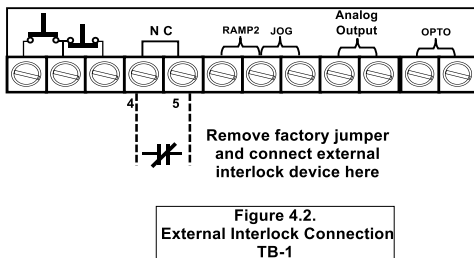 N C
RAMP2 JOG
Analog
Output
OPTO
4 5
Remove factory jumper
and connect external
interlock device here
Figure 4.2.
External Interlock Connection
TB-1